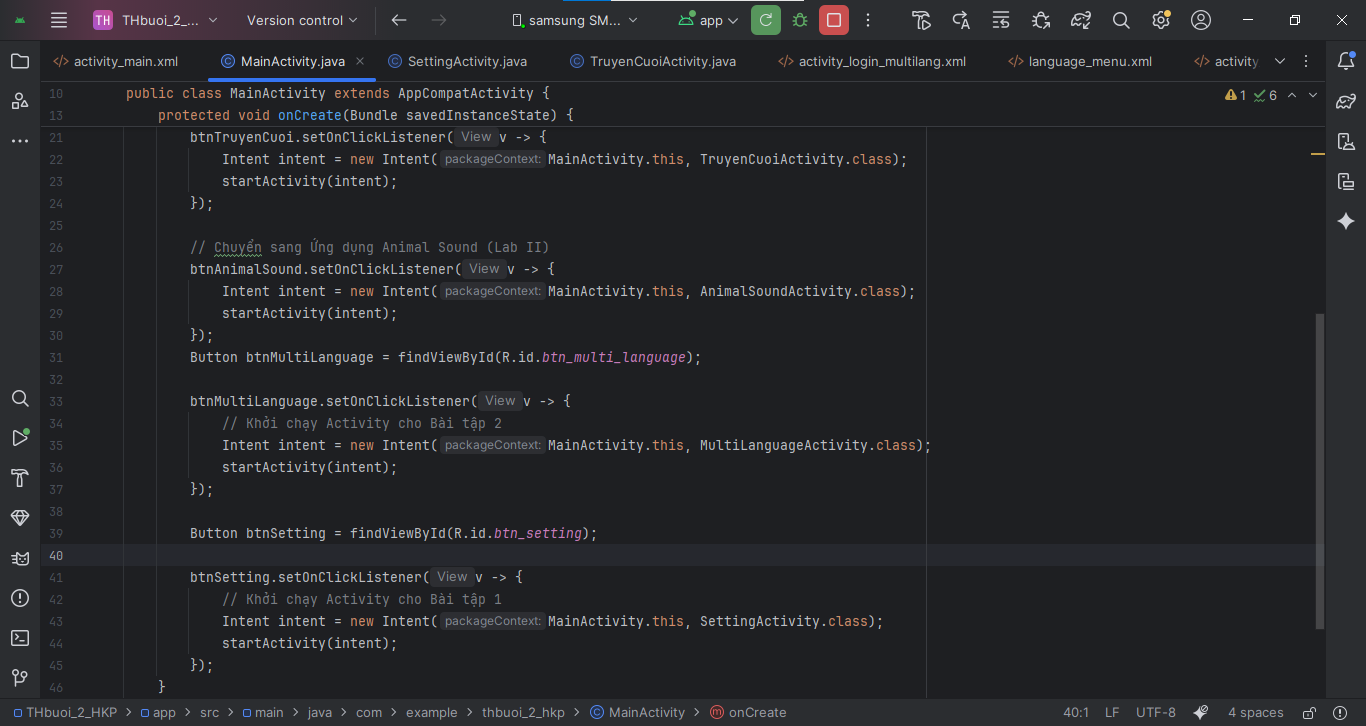 TH THbuoi_2_... Version control samsung SM... app
activity_main.xml MainActivity.java SettingActivity.java TruyenCuoiActivity.java activity_login_multilang.xml language_menu.xml activity
10 public class MainActivity extends AppCompatActivity { 1 6
13 protected void onCreate(Bundle savedInstanceState) {
21 btnTruyenCuoi.setOnClickListener( View v -> {
22 Intent intent = new Intent( packageContext: MainActivity.this, TruyenCuoiActivity.class);
23 startActivity(intent);
24 });
25
26 // Chuyển sang Ứng dụng Animal Sound (Lab II)
27 btnAnimalSound.setOnClickListener( View v -> {
28 Intent intent = new Intent( packageContext: MainActivity.this, AnimalSoundActivity.class);
29 startActivity(intent);
30 });
31 Button btnMultiLanguage = findViewById(R.id.btn_multi_language);
32
33 btnMultiLanguage.setOnClickListener( View v -> {
34 // Khởi chạy Activity cho Bài tập 2
35 Intent intent = new Intent( packageContext: MainActivity.this, MultiLanguageActivity.class);
36 startActivity(intent);
37 });
38
39 Button btnSetting = findViewById(R.id.btn_setting);
40
41 btnSetting.setOnClickListener( View v -> {
42 // Khởi chạy Activity cho Bài tập 1
43 Intent intent = new Intent( packageContext: MainActivity.this, SettingActivity.class);
44 startActivity(intent);
45 });
46 }
THbuoi_2_HKP > app > src > main > java > com > example > thbuoi_2_hkp > MainActivity > onCreate 40:1 LF UTF-8 4 spaces